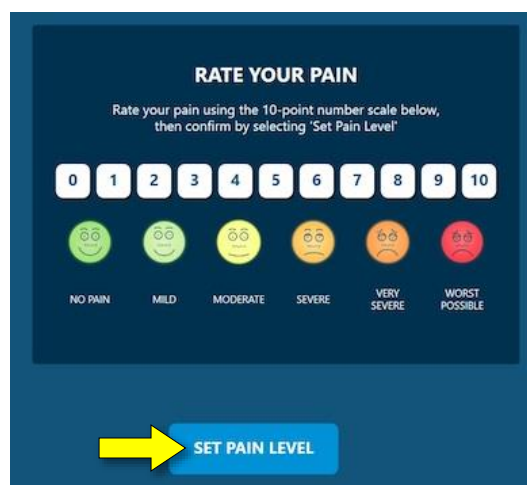 RATE YOUR PAIN
Rate your pain using the 10-point number scale below,
then confirm by selecting 'Set Pain Level'
0 1 2 3 4 5 6 7 8 9 10
NO PAIN MILD MODERATE SEVERE VERY SEVERE WORST POSSIBLE
SET PAIN LEVEL